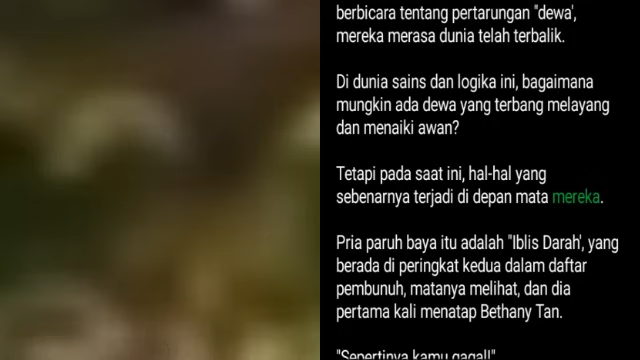 berbicara tentang pertarungan "dewa',
mereka merasa dunia telah terbalik.
Di dunia sains dan logika ini, bagaimana
mungkin ada dewa yang terbang melayang
dan menaiki awan?
Tetapi pada saat ini, hal-hal yang
sebenarnya terjadi di depan mata mereka.
Pria paruh baya itu adalah "Iblis Darah', yang
berada di peringkat kedua dalam daftar
pembunuh, matanya melihat, dan dia
pertama kali menatap Bethany Tan.
"Sepertinya kamu gagal!"